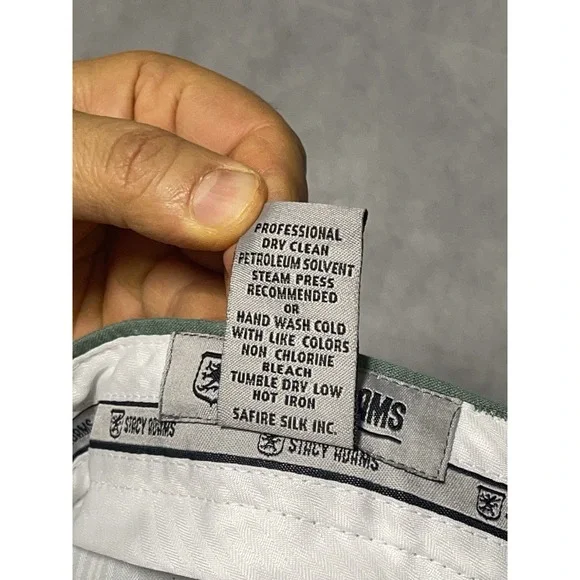 PROFESSIONAL
DRY CLEAN
PETROLEUM SOLVENT
STEAM PRESS
RECOMMENDED
OR
HAND WASH COLD
WITH LIKE COLORS
NON CHLORINE
BLEACH
TUMBLE DRY LOW
HOT IRON
SAFIRE SILK INC.
STACY ADAMS
STACY ADAMS